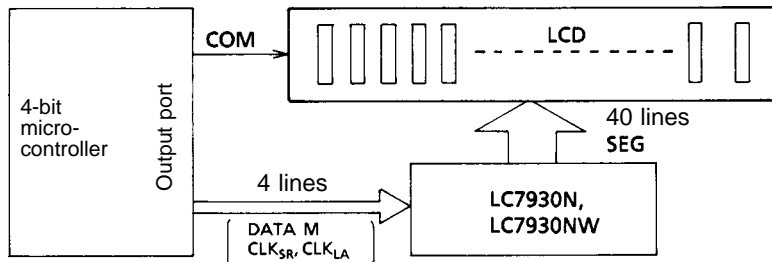 4-bit
micro-
controller
Output port
COM
LCD
4 lines
DATA M
CLKSR, CLKLA
40 lines
SEG
LC7930N,
LC7930NW